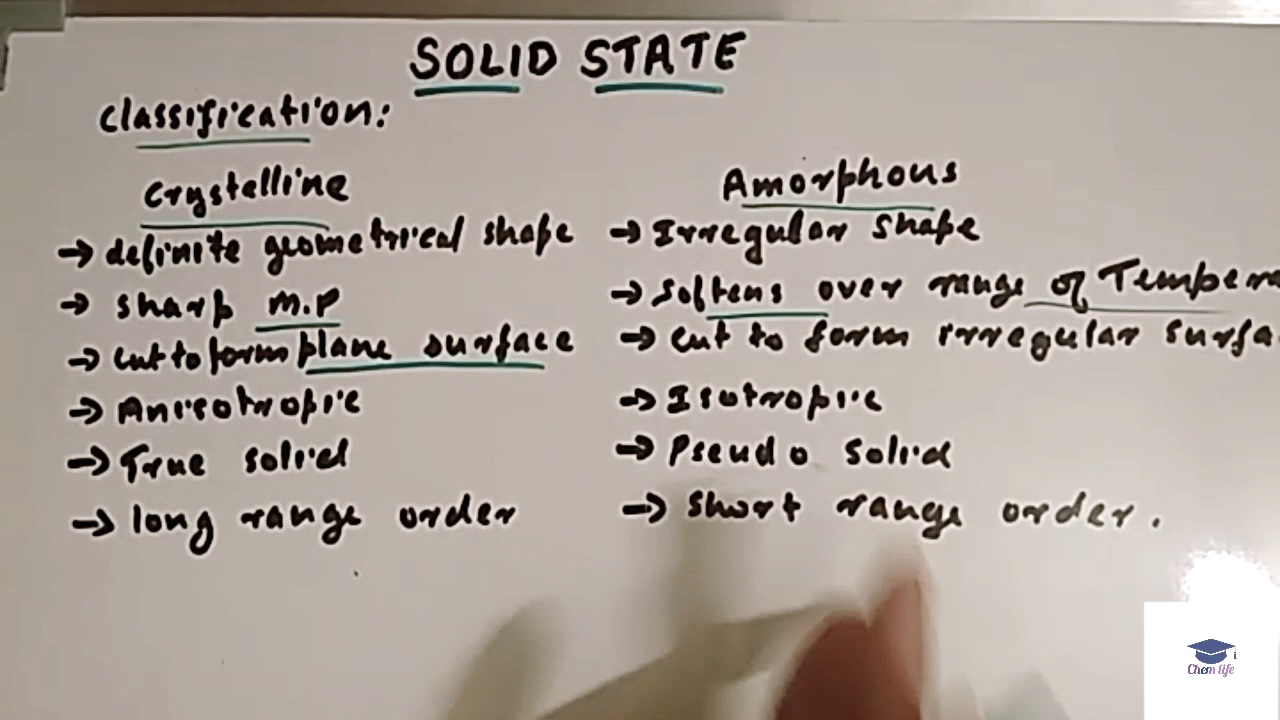 SOLID STATE
Classification:
Crystalline
→ definite geometrical shape
→ sharp M.P
→ cut to form plane surface
→ Anisotropic
→ True solid
→ long range order
Amorphous
→ Irregular shape
→ Softens over range of Tempera
→ cut to form irregular surfa
→ Isotropic
→ Pseudo solid
→ short range order.
Chem life